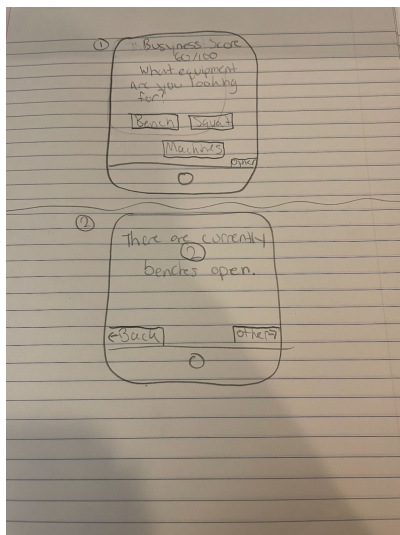 ①
Busyness Score
60/100
What equipment
Are you looking
for?
Bench Squat
Machines
Other
②
There are currently
2
benches open.
←Back Other→